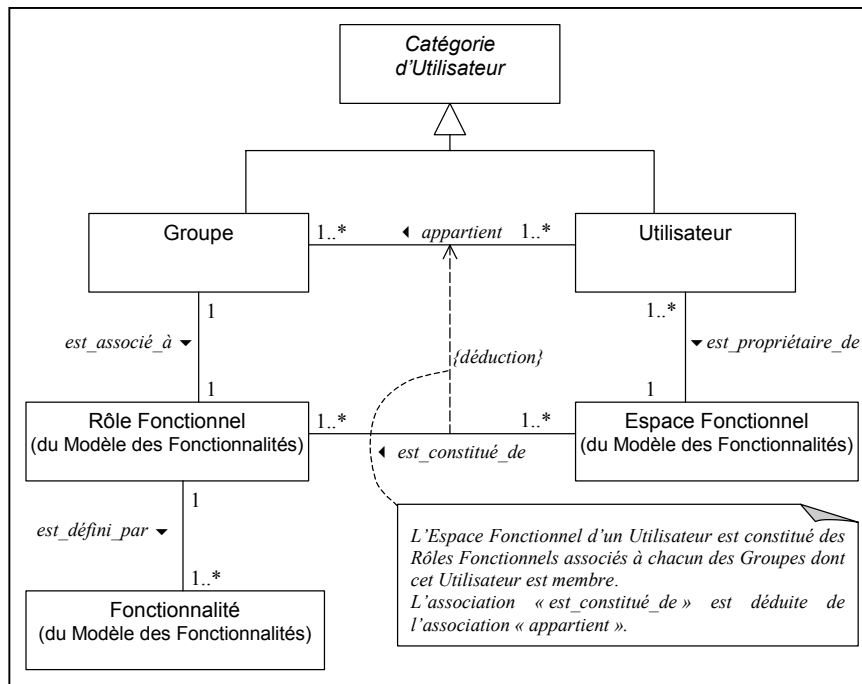 Catégorie
d'Utilisateur
Groupe
1..*
◄ appartient
1..*
Utilisateur
1
1..*
est_associé_à ▼
▼ est_propriétaire_de
{déduction}
1
1
Rôle Fonctionnel
(du Modèle des Fonctionnalités)
1..*
1..*
Espace Fonctionnel
(du Modèle des Fonctionnalités)
◄ est_constitué_de
1
est_défini_par ▼
1..*
Fonctionnalité
(du Modèle des Fonctionnalités)
L'Espace Fonctionnel d'un Utilisateur est constitué des
Rôles Fonctionnels associés à chacun des Groupes dont
cet Utilisateur est membre.
L'association « est_constitué_de » est déduite de
l'association « appartient ».